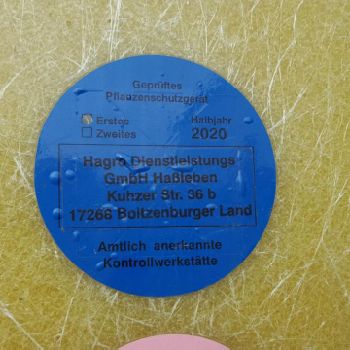 Geprüftes
Pflanzenschutzgerät
Erstes Halbjahr
Zweites 2020
Hagro Dienstleistungs
GmbH Haßleben
Kuhzer Str. 36 b
17268 Boitzenburger Land
Amtlich anerkannte
Kontrollwerkstätte